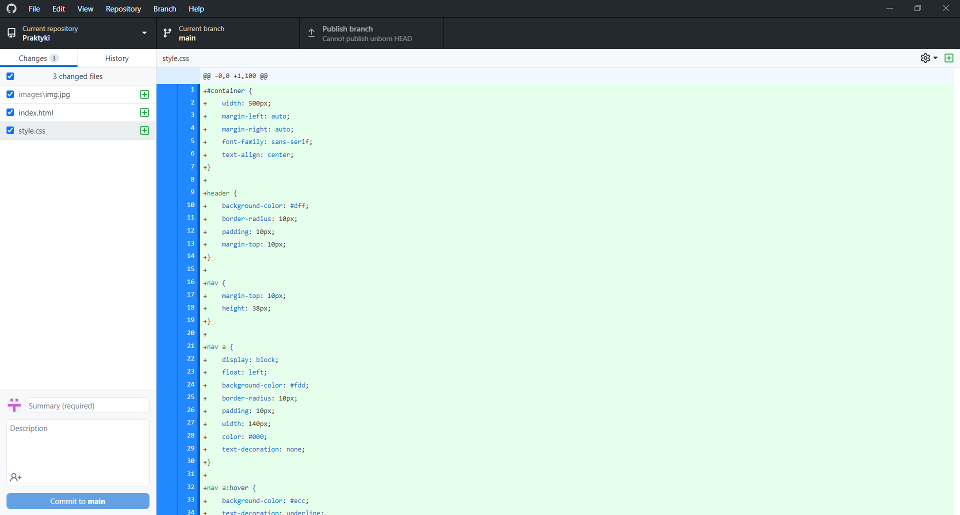 File Edit View Repository Branch Help
Current repository
Praktyki
Current branch
main
Publish branch
Cannot publish unborn HEAD
Changes 3 History
3 changed files
images\img.jpg
index.html
style.css
Summary (required)
Description
Commit to main
style.css
@@ -0,0 +1,100 @@
1 +#container {
2 + width: 500px;
3 + margin-left: auto;
4 + margin-right: auto;
5 + font-family: sans-serif;
6 + text-align: center;
7 +}
8 +
9 +header {
10 + background-color: #dff;
11 + border-radius: 10px;
12 + padding: 10px;
13 + margin-top: 10px;
14 +}
15 +
16 +nav {
17 + margin-top: 10px;
18 + height: 38px;
19 +}
20 +
21 +nav a {
22 + display: block;
23 + float: left;
24 + background-color: #fdd;
25 + border-radius: 10px;
26 + padding: 10px;
27 + width: 140px;
28 + color: #000;
29 + text-decoration: none;
30 +}
31 +
32 +nav a:hover {
33 + background-color: #ecc;
34 + text-decoration: underline;